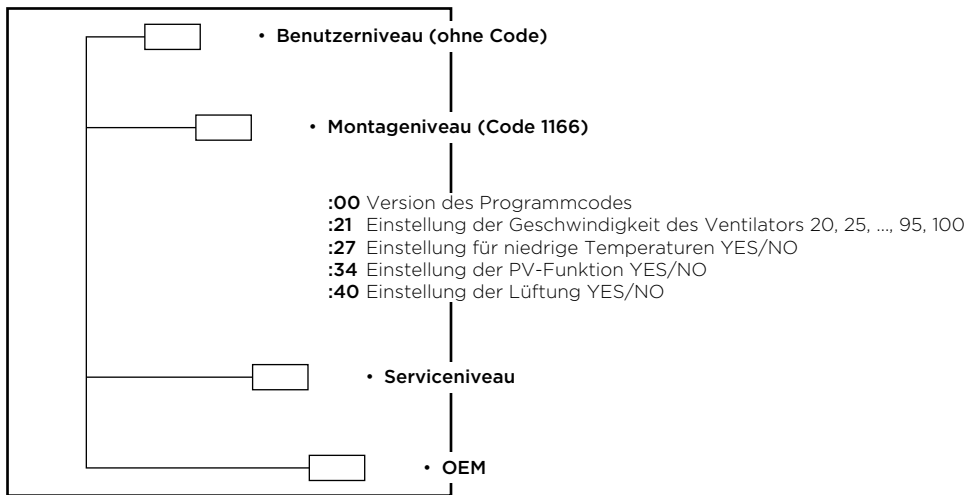 • Benutzerniveau (ohne Code)
• Montageniveau (Code 1166)
:00 Version des Programmcodes
:21 Einstellung der Geschwindigkeit des Ventilators 20, 25, ..., 95, 100
:27 Einstellung für niedrige Temperaturen YES/NO
:34 Einstellung der PV-Funktion YES/NO
:40 Einstellung der Lüftung YES/NO
• Serviceniveau
• OEM